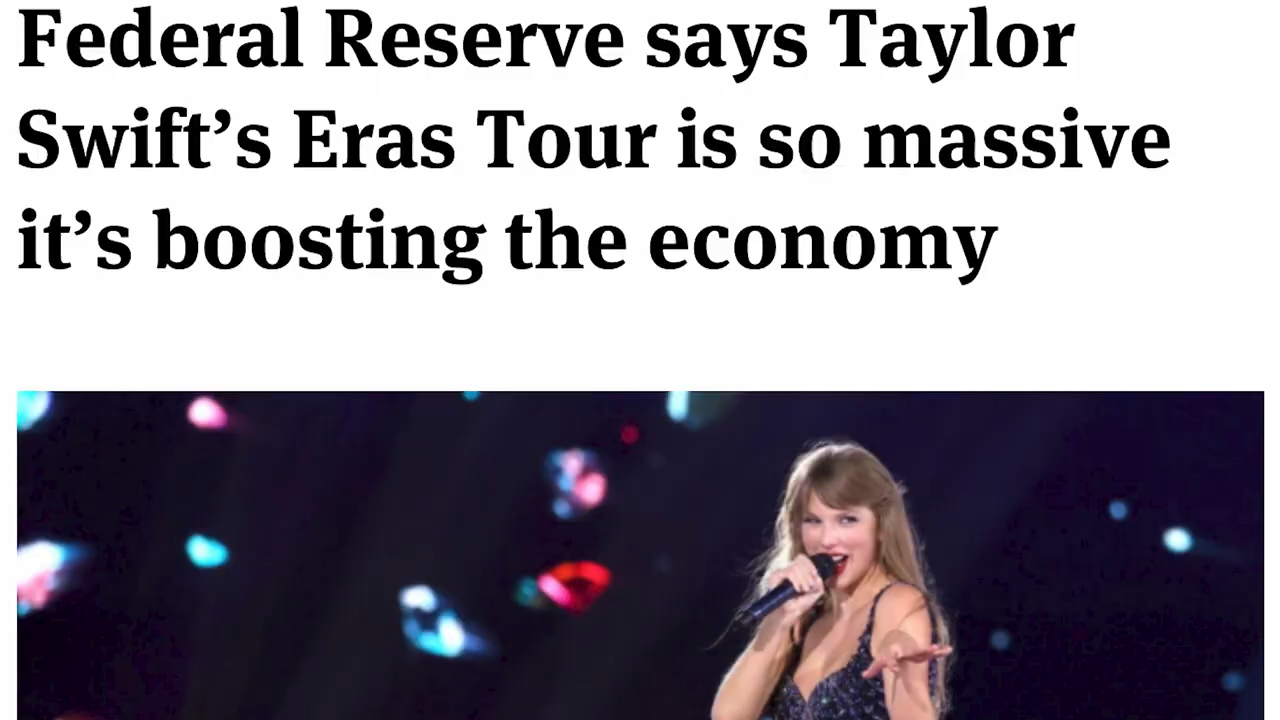 Federal Reserve says Taylor
Swift’s Eras Tour is so massive
it’s boosting the economy